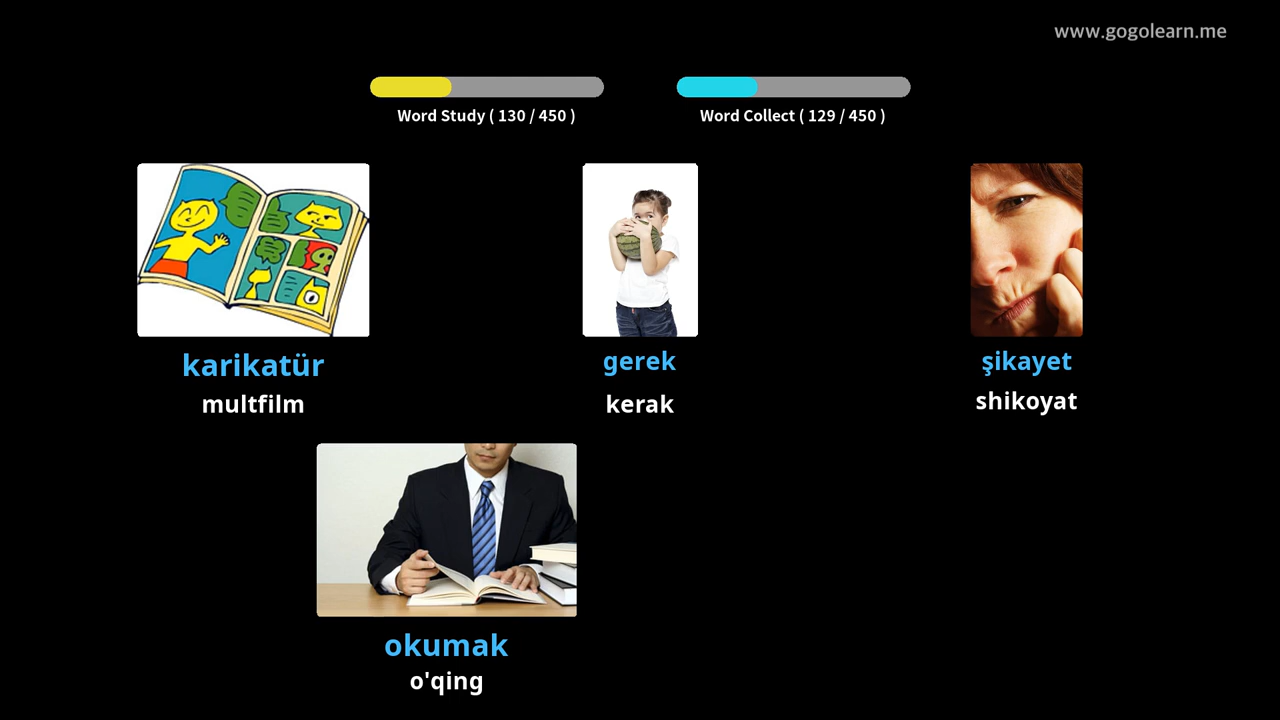 www.gogolearn.me
Word Study ( 130 / 450 )
Word Collect ( 129 / 450 )
karikatür
multfilm
gerek
kerak
şikayet
shikoyat
okumak
o'qing